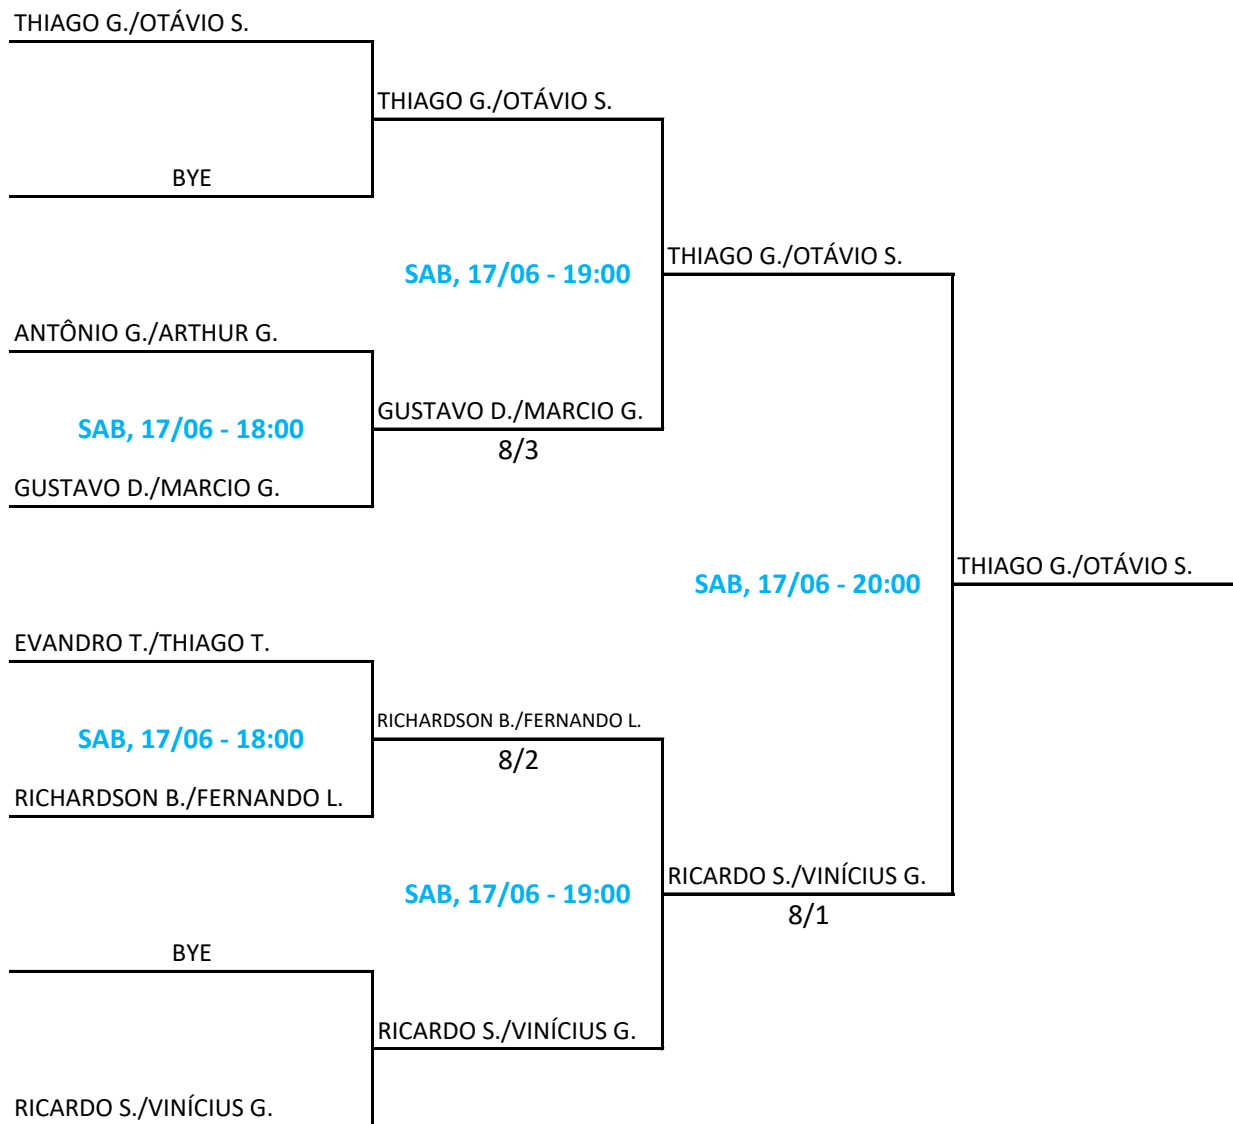 THIAGO G./OTÁVIO S.
THIAGO G./OTÁVIO S.
BYE
THIAGO G./OTÁVIO S.
SAB, 17/06 - 19:00
ANTÔNIO G./ARTHUR G.
GUSTAVO D./MARCIO G.
SAB, 17/06 - 18:00
8/3
GUSTAVO D./MARCIO G.
THIAGO G./OTÁVIO S.
SAB, 17/06 - 20:00
EVANDRO T./THIAGO T.
RICHARDSON B./FERNANDO L.
SAB, 17/06 - 18:00
8/2
RICHARDSON B./FERNANDO L.
RICARDO S./VINÍCIUS G.
SAB, 17/06 - 19:00
8/1
BYE
RICARDO S./VINÍCIUS G.
RICARDO S./VINÍCIUS G.